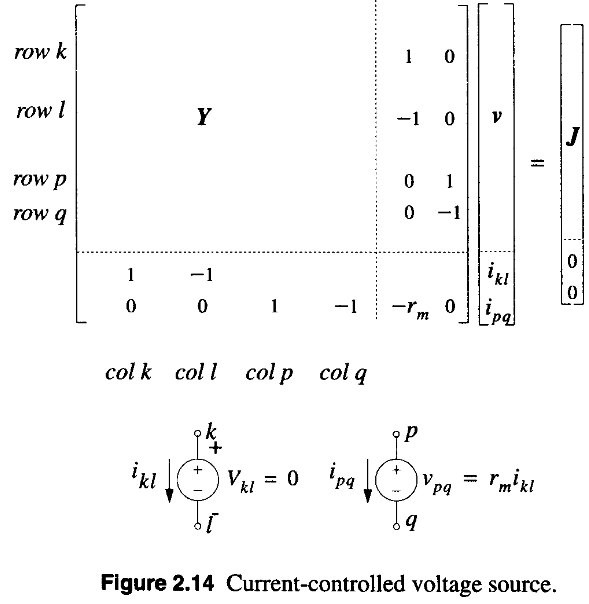 row k 1 0
row l Y −1 0 v J
=
row p 0 1
row q 0 −1
1 −1 i_{kl} 0
0 0 1 −1 −r_m 0 i_{pq} 0
col k col l col p col q
k p
+
i_{kl} + − V_{kl} = 0 i_{pq} + − v_{pq} = r_m i_{kl}
l − q
Figure 2.14 Current-controlled voltage source.